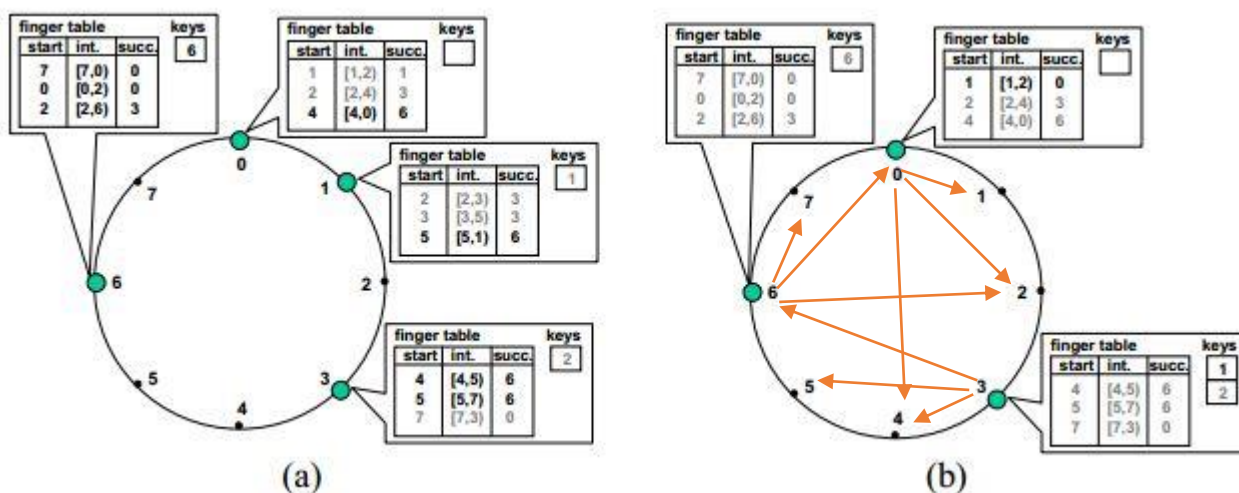 finger table keys
start int. succ. 6
7 [7,0) 0
0 [0,2) 0
2 [2,6) 3
finger table keys
start int. succ.
1 [1,2) 1
2 [2,4) 3
4 [4,0) 6
finger table keys
start int. succ. 1
2 [2,3) 3
3 [3,5) 3
5 [5,1) 6
finger table keys
start int. succ. 2
4 [4,5) 6
5 [5,7) 6
7 [7,3) 0
0
1
2
3
4
5
6
7
(a)
finger table keys
start int. succ. 6
7 [7,0) 0
0 [0,2) 0
2 [2,6) 3
finger table keys
start int. succ.
1 [1,2) 0
2 [2,4) 3
4 [4,0) 6
finger table keys
start int. succ. 1
4 [4,5) 6 2
5 [5,7) 6
7 [7,3) 0
0
1
2
3
4
5
6
7
(b)